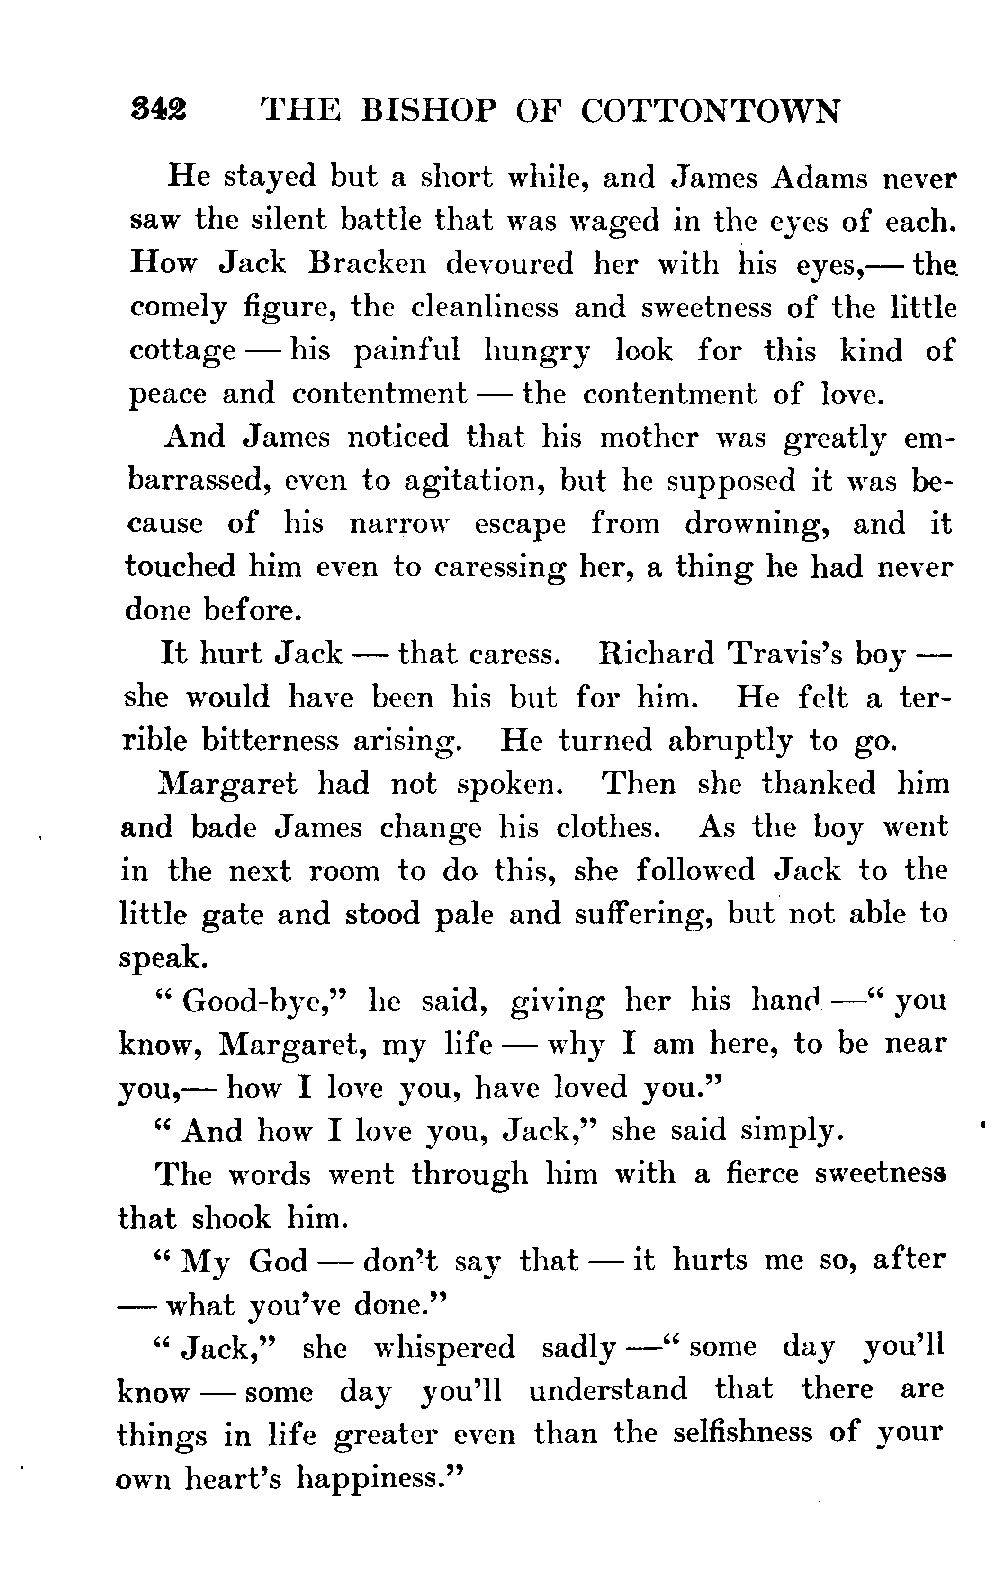 342 THE BISHOP OF COTTONTOWN
He stayed but a short while, and James Adams never
saw the silent battle that was waged in the eyes of each.
How Jack Bracken devoured her with his eyes,— the
comely figure, the cleanliness and sweetness of the little
cottage — his painful hungry look for this kind of
peace and contentment — the contentment of love.
And James noticed that his mother was greatly em-
barrassed, even to agitation, but he supposed it was be-
cause of his narrow escape from drowning, and it
touched him even to caressing her, a thing he had never
done before.
It hurt Jack — that caress. Richard Travis's boy —
she would have been his but for him. He felt a ter-
rible bitterness arising. He turned abruptly to go.
Margaret had not spoken. Then she thanked him
and bade James change his clothes. As the boy went
in the next room to do this, she followed Jack to the
little gate and stood pale and suffering, but not able to
speak.
“ Good-bye,” he said, giving her his hand —“ you
know, Margaret, my life — why I am here, to be near
you,— how I love you, have loved you.”
“ And how I love you, Jack,” she said simply.
The words went through him with a fierce sweetness
that shook him.
“ My God — don't say that — it hurts me so, after
— what you've done.”
“ Jack,” she whispered sadly —“ some day you'll
know — some day you'll understand that there are
things in life greater even than the selfishness of your
own heart's happiness.”